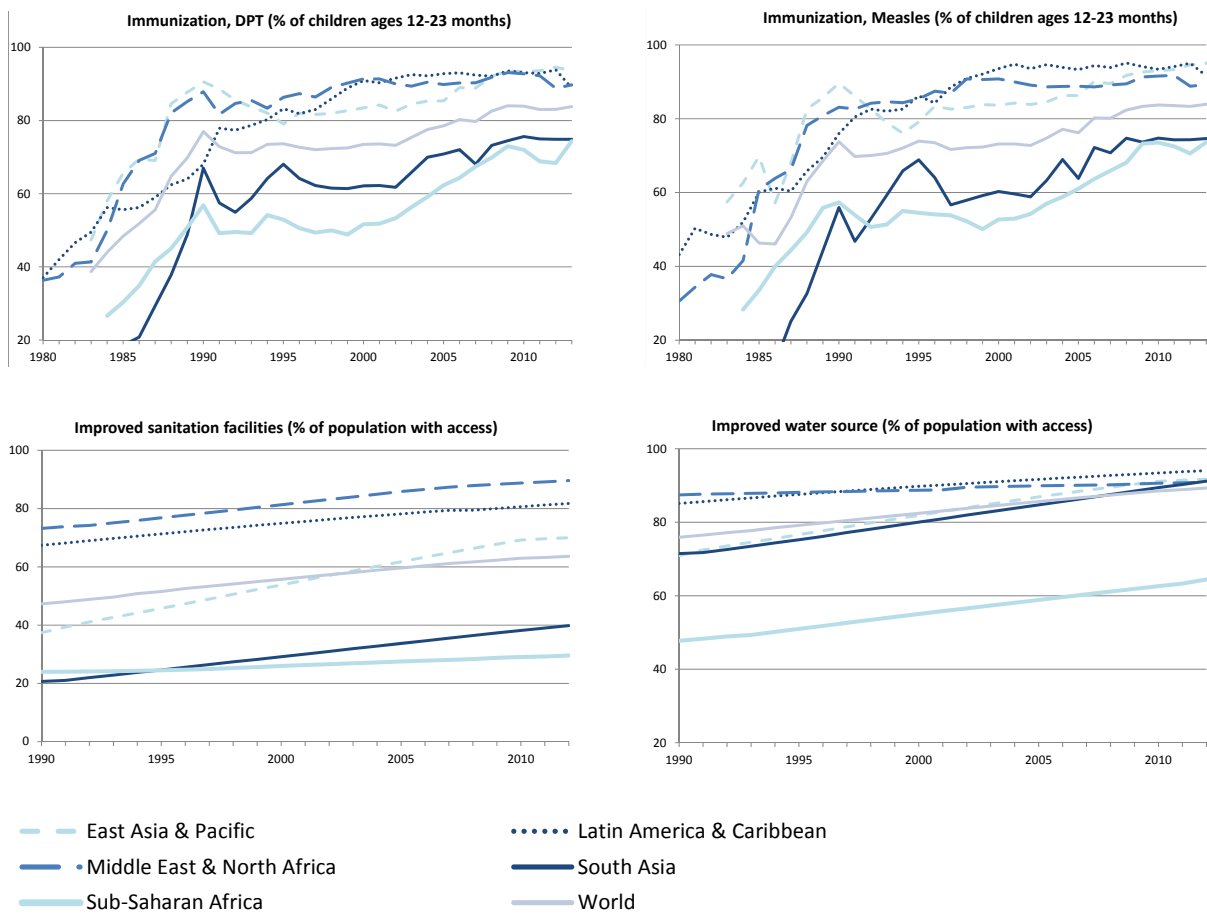 Immunization, DPT (% of children ages 12-23 months)
100
80
60
40
20
1980 1985 1990 1995 2000 2005 2010
Immunization, Measles (% of children ages 12-23 months)
100
80
60
40
20
1980 1985 1990 1995 2000 2005 2010
Improved sanitation facilities (% of population with access)
100
80
60
40
20
0
1990 1995 2000 2005 2010
Improved water source (% of population with access)
100
80
60
40
20
1990 1995 2000 2005 2010
East Asia & Pacific
Latin America & Caribbean
Middle East & North Africa
South Asia
Sub-Saharan Africa
World